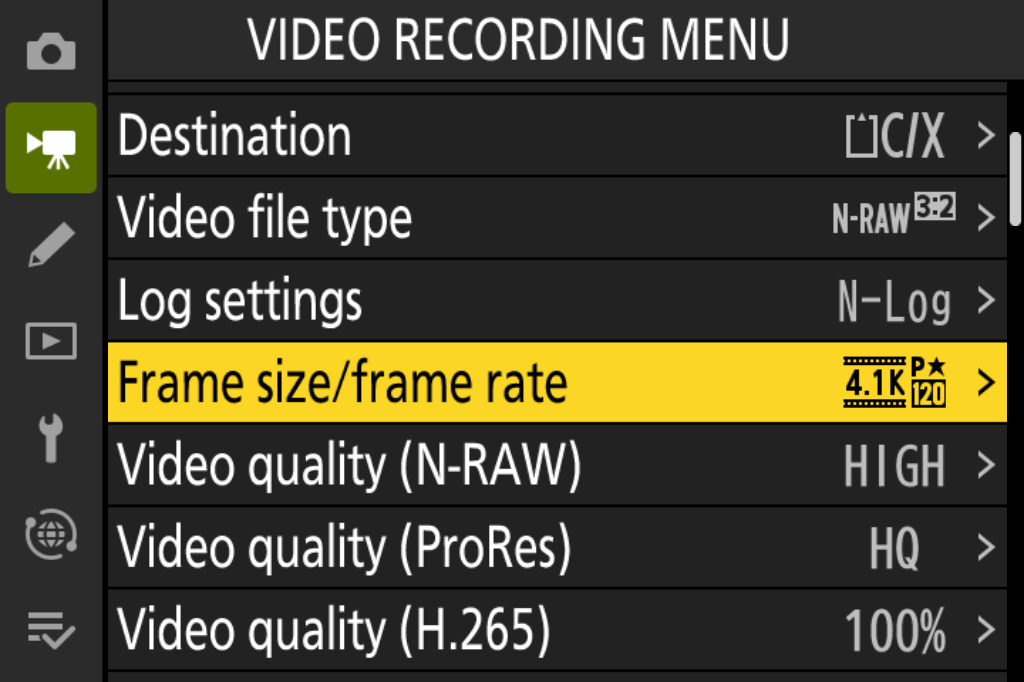 VIDEO RECORDING MENU
Destination C/X >
Video file type N-RAW 3:2 >
Log settings N-Log >
Frame size/frame rate 4.1K P★ 120 >
Video quality (N-RAW) HIGH >
Video quality (ProRes) HQ >
Video quality (H.265) 100% >